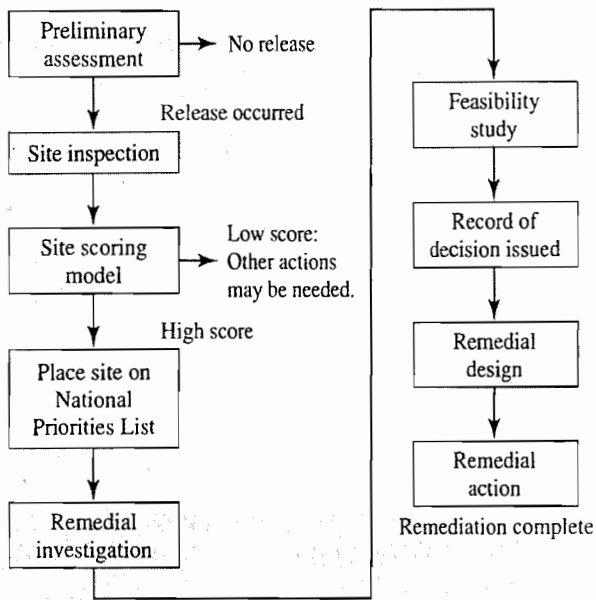 Preliminary
assessment
No release
Release occurred
Site inspection
Site scoring
model
Low score:
Other actions
may be needed.
High score
Place site on
National
Priorities List
Remedial
investigation
Feasibility
study
Record of
decision issued
Remedial
design
Remedial
action
Remediation complete